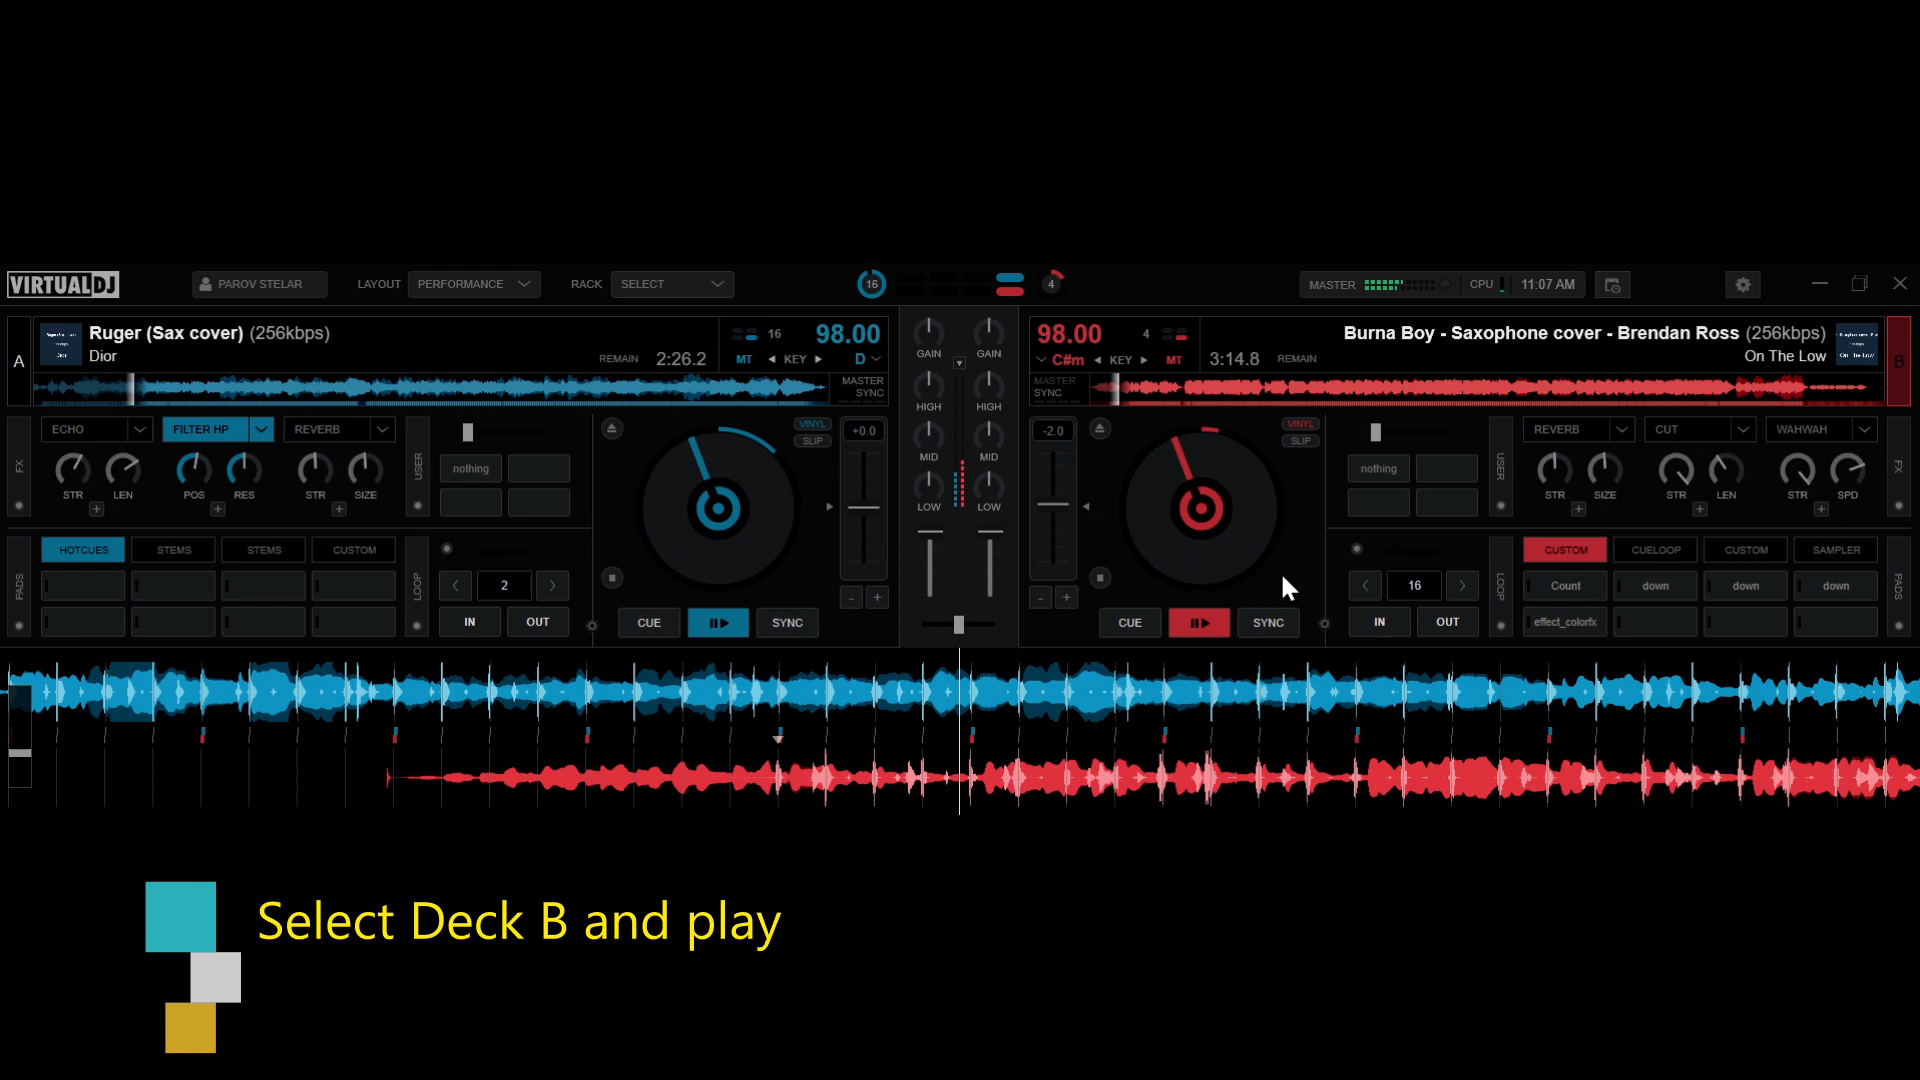 VIRTUALDJ
PAROV STELAR
LAYOUT PERFORMANCE
RACK SELECT
16
4
MASTER
CPU
11:07 AM
A
Ruger (Sax cover) (256kbps)
Dior
REMAIN 2:26.2
16 98.00
MT KEY D
MASTER
SYNC
GAIN GAIN
HIGH HIGH
MID MID
LOW LOW
98.00 4
C#m KEY MT
3:14.8 REMAIN
Burna Boy - Saxophone cover - Brendan Ross (256kbps)
On The Low
B
MASTER
SYNC
FX
ECHO FILTER HP REVERB
STR LEN POS RES STR SIZE
+ + +
USER
nothing
VINYL
SLIP
+0.0
- +
PADS
HOTCUES STEMS STEMS CUSTOM
LOOP
2
IN OUT
CUE SYNC
-2.0
- +
VINYL
SLIP
CUE SYNC
nothing
USER
REVERB CUT WAHWAH
STR SIZE STR LEN STR SPD
+ + +
FX
16
IN OUT
LOOP
CUSTOM CUELOOP CUSTOM SAMPLER
Count down down down
effect_colorfx
PADS
Select Deck B and play